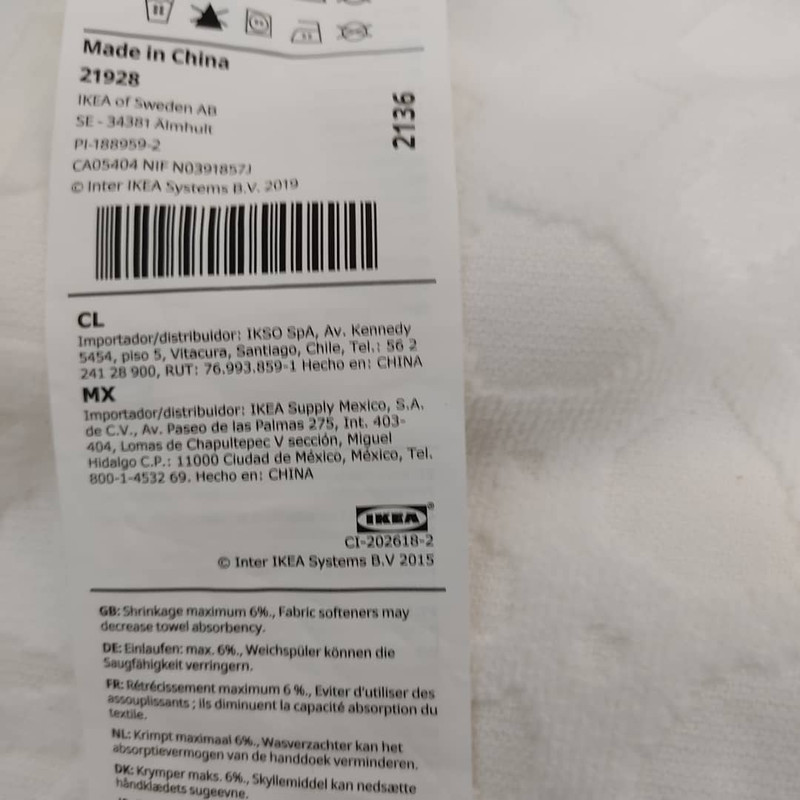 Made in China
21928
IKEA of Sweden AB
SE - 34381 Älmhult
PI-188959-2
CA05404 NIF N0391857J
© Inter IKEA Systems B.V. 2019
2136
CL
Importador/distribuidor: IKSO SpA, Av. Kennedy
5454, piso 5, Vitacura, Santiago, Chile, Tel.: 56 2
241 28 900, RUT: 76.993.859-1 Hecho en: CHINA
MX
Importador/distribuidor: IKEA Supply Mexico, S.A.
de C.V., Av. Paseo de las Palmas 275, Int. 403-
404, Lomas de Chapultepec V sección, Miguel
Hidalgo C.P.: 11000 Ciudad de México, México, Tel.
800-1-4532 69. Hecho en: CHINA
IKEA®
CI-202618-2
© Inter IKEA Systems B.V 2015
GB: Shrinkage maximum 6%., Fabric softeners may
decrease towel absorbency.
DE: Einlaufen: max. 6%., Weichspüler können die
Saugfähigkeit verringern.
FR: Rétrécissement maximum 6 %., Eviter d'utiliser des
assouplissants ; ils diminuent la capacité absorption du
textile.
NL: Krimpt maximaal 6%., Wasverzachter kan het
absorptievermogen van de handdoek verminderen.
DK: Krymper maks. 6%., Skyllemiddel kan nedsætte
håndklædets sugeevne.